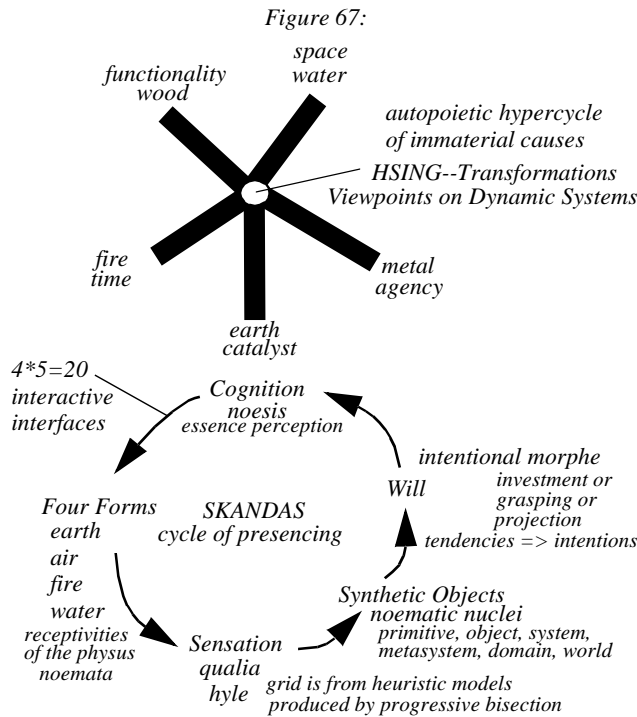 Figure 67:
space
water
functionality
wood
autopoietic hypercycle
of immaterial causes
HSING--Transformations
Viewpoints on Dynamic Systems
fire
time
metal
agency
earth
catalyst
4*5=20
interactive
interfaces
Cognition
noesis
essence perception
intentional morphe
investment or
grasping or
projection
tendencies => intentions
Will
Four Forms
earth
air
fire
water
receptivities
of the physus
noemata
SKANDAS
cycle of presencing
Synthetic Objects
noematic nuclei
primitive, object, system,
metasystem, domain, world
Sensation
qualia
hyle
grid is from heuristic models
produced by progressive bisection